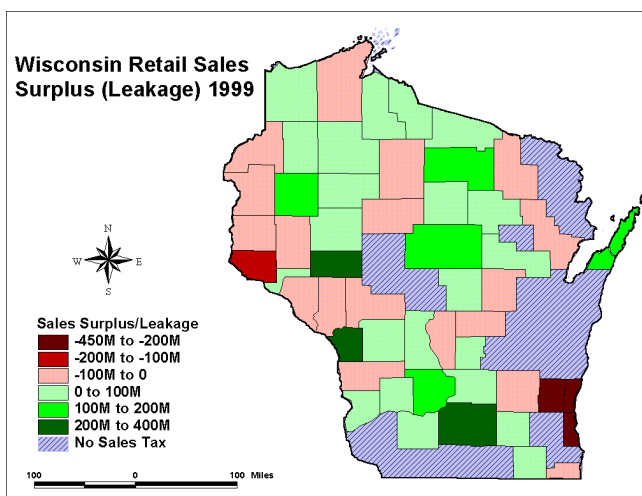 Wisconsin Retail Sales
Surplus (Leakage) 1999
N
W E
S
Sales Surplus/Leakage
-450M to -200M
-200M to -100M
-100M to 0
0 to 100M
100M to 200M
200M to 400M
No Sales Tax
100 0 100 Miles